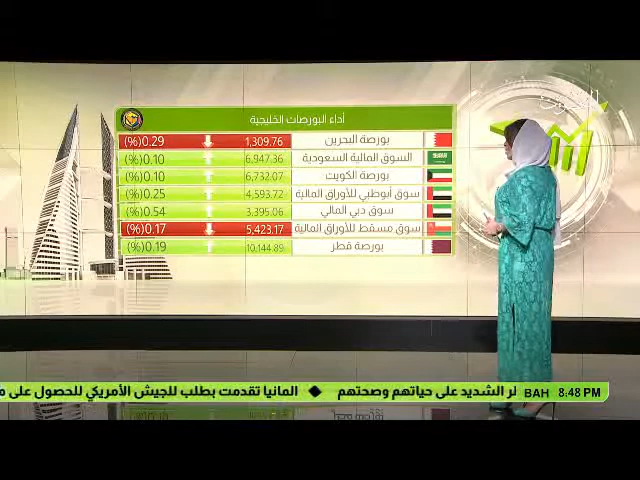 أداء البورصات الخليجية
بورصة البحرين 1,309.76 0.29(%)
السوق المالية السعودية 6,947.36 0.10(%)
بورصة الكويت 6,732.07 0.10(%)
سوق أبوظبي للأوراق المالية 4,593.72 0.25(%)
سوق دبي المالي 3,395.06 0.54(%)
سوق مسقط للأوراق المالية 5,423.17 0.17(%)
بورصة قطر 10,144.89 0.19(%)
الشديد على حياتهم وصحتهم ◆ المانيا تقدمت بطلب للجيش الأمريكي للحصول على
BAH 8:48 PM